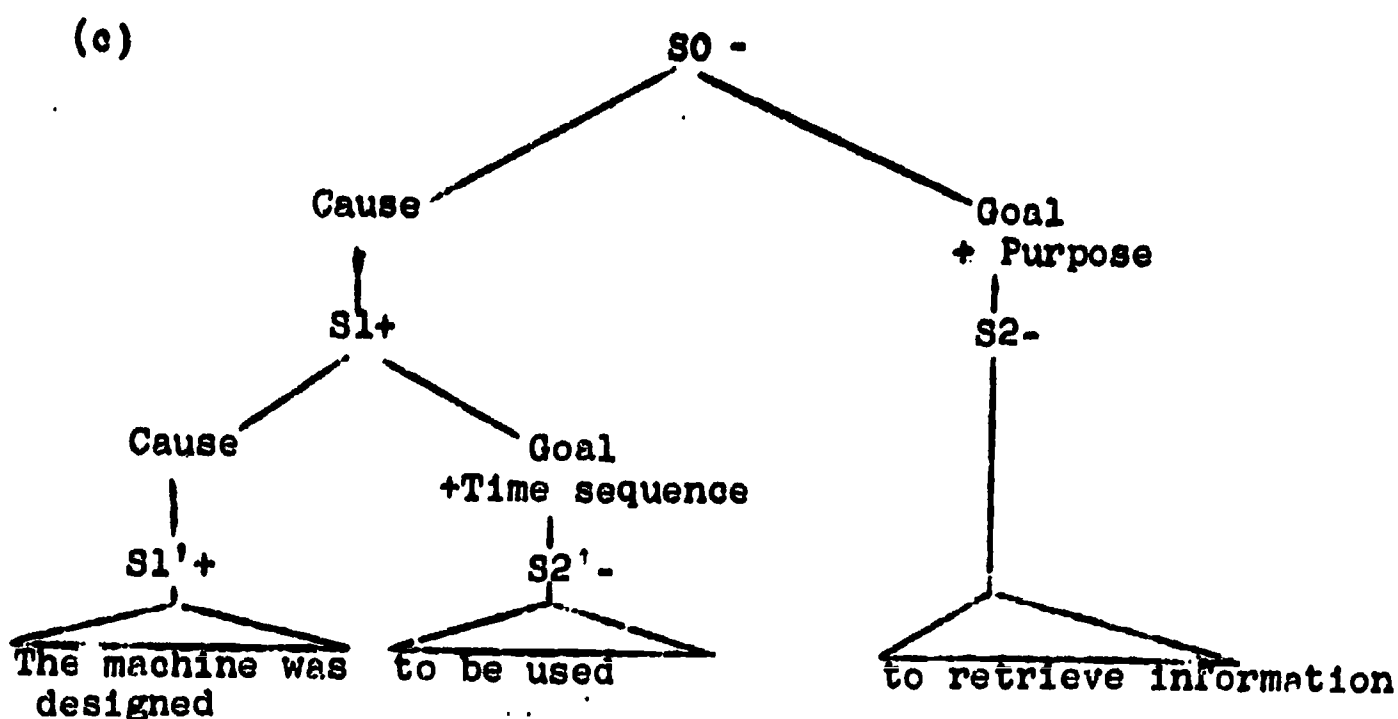 (c)
S0 -
Cause
Goal
+ Purpose
S1+
S2-
Cause
Goal
+Time sequence
S1'+
S2'-
The machine was
designed
to be used
to retrieve information